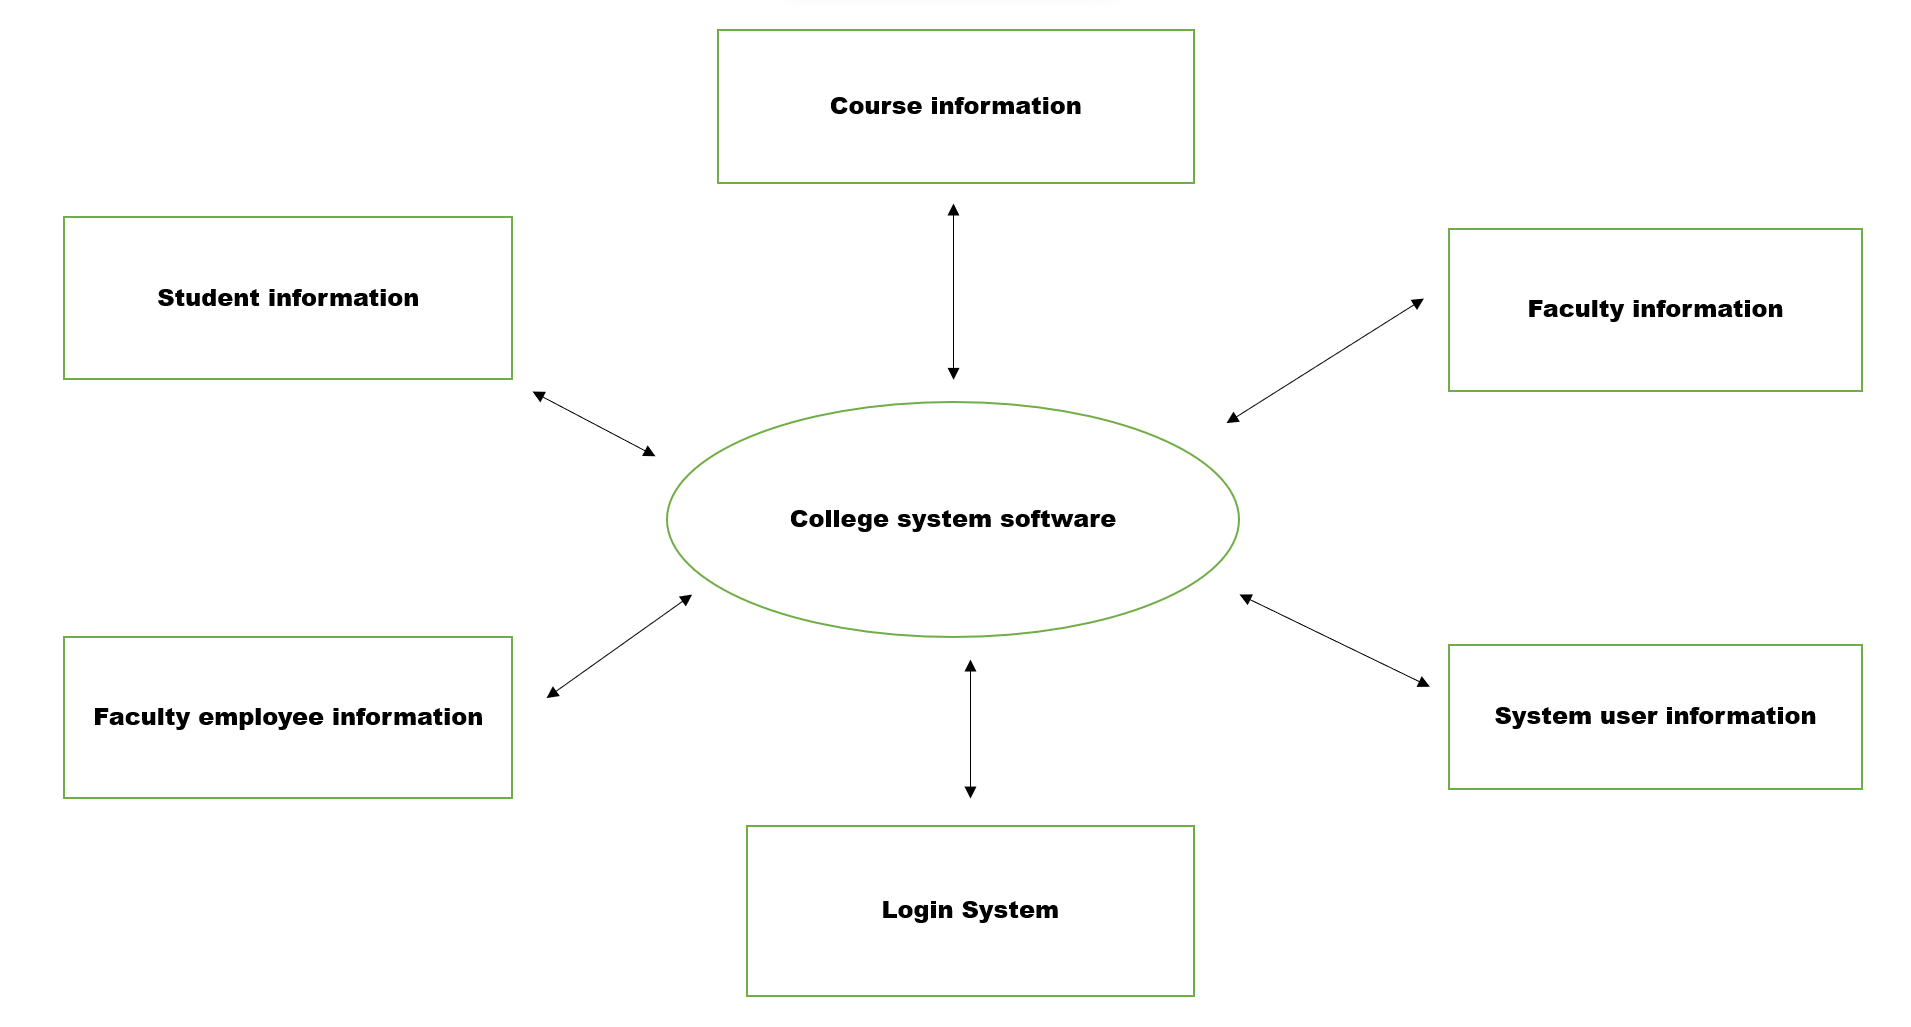 Course information
Student information
Faculty information
College system software
Faculty employee information
System user information
Login System